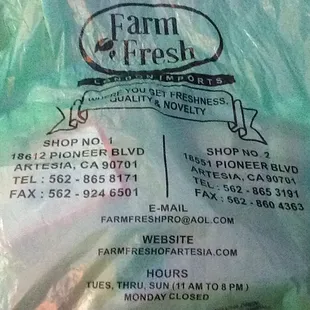 Farm
Fresh
LONDON IMPORTS
WHERE YOU GET FRESHNESS,
QUALITY & NOVELTY
SHOP NO. 1
18612 PIONEER BLVD
ARTESIA, CA 90701
TEL : 562 - 865 8171
FAX : 562 - 924 6501
SHOP NO. 2
18551 PIONEER BLVD
ARTESIA, CA 90701
TEL : 562 - 865 3191
FAX : 562 - 860 4363
E-MAIL
FARMFRESHPRO@AOL.COM
WEBSITE
FARMFRESHOFARTESIA.COM
HOURS
TUES, THRU, SUN (11 AM TO 8 PM )
MONDAY CLOSED